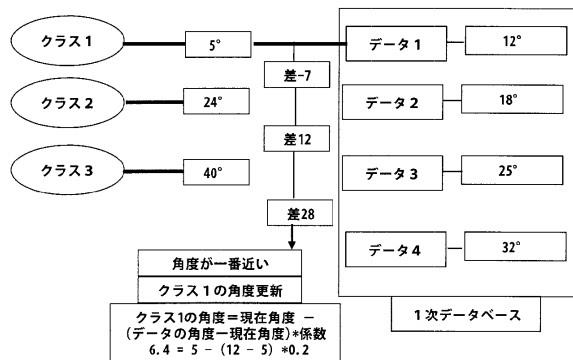 クラス1
5°
データ1
12°
差-7
クラス2
24°
データ2
18°
差12
クラス3
40°
データ3
25°
差28
データ4
32°
角度が一番近い
クラス1の角度更新
クラス1の角度=現在角度 −
(データの角度ー現在角度)*係数
6.4 = 5 − (12 − 5) *0.2
1次データベース